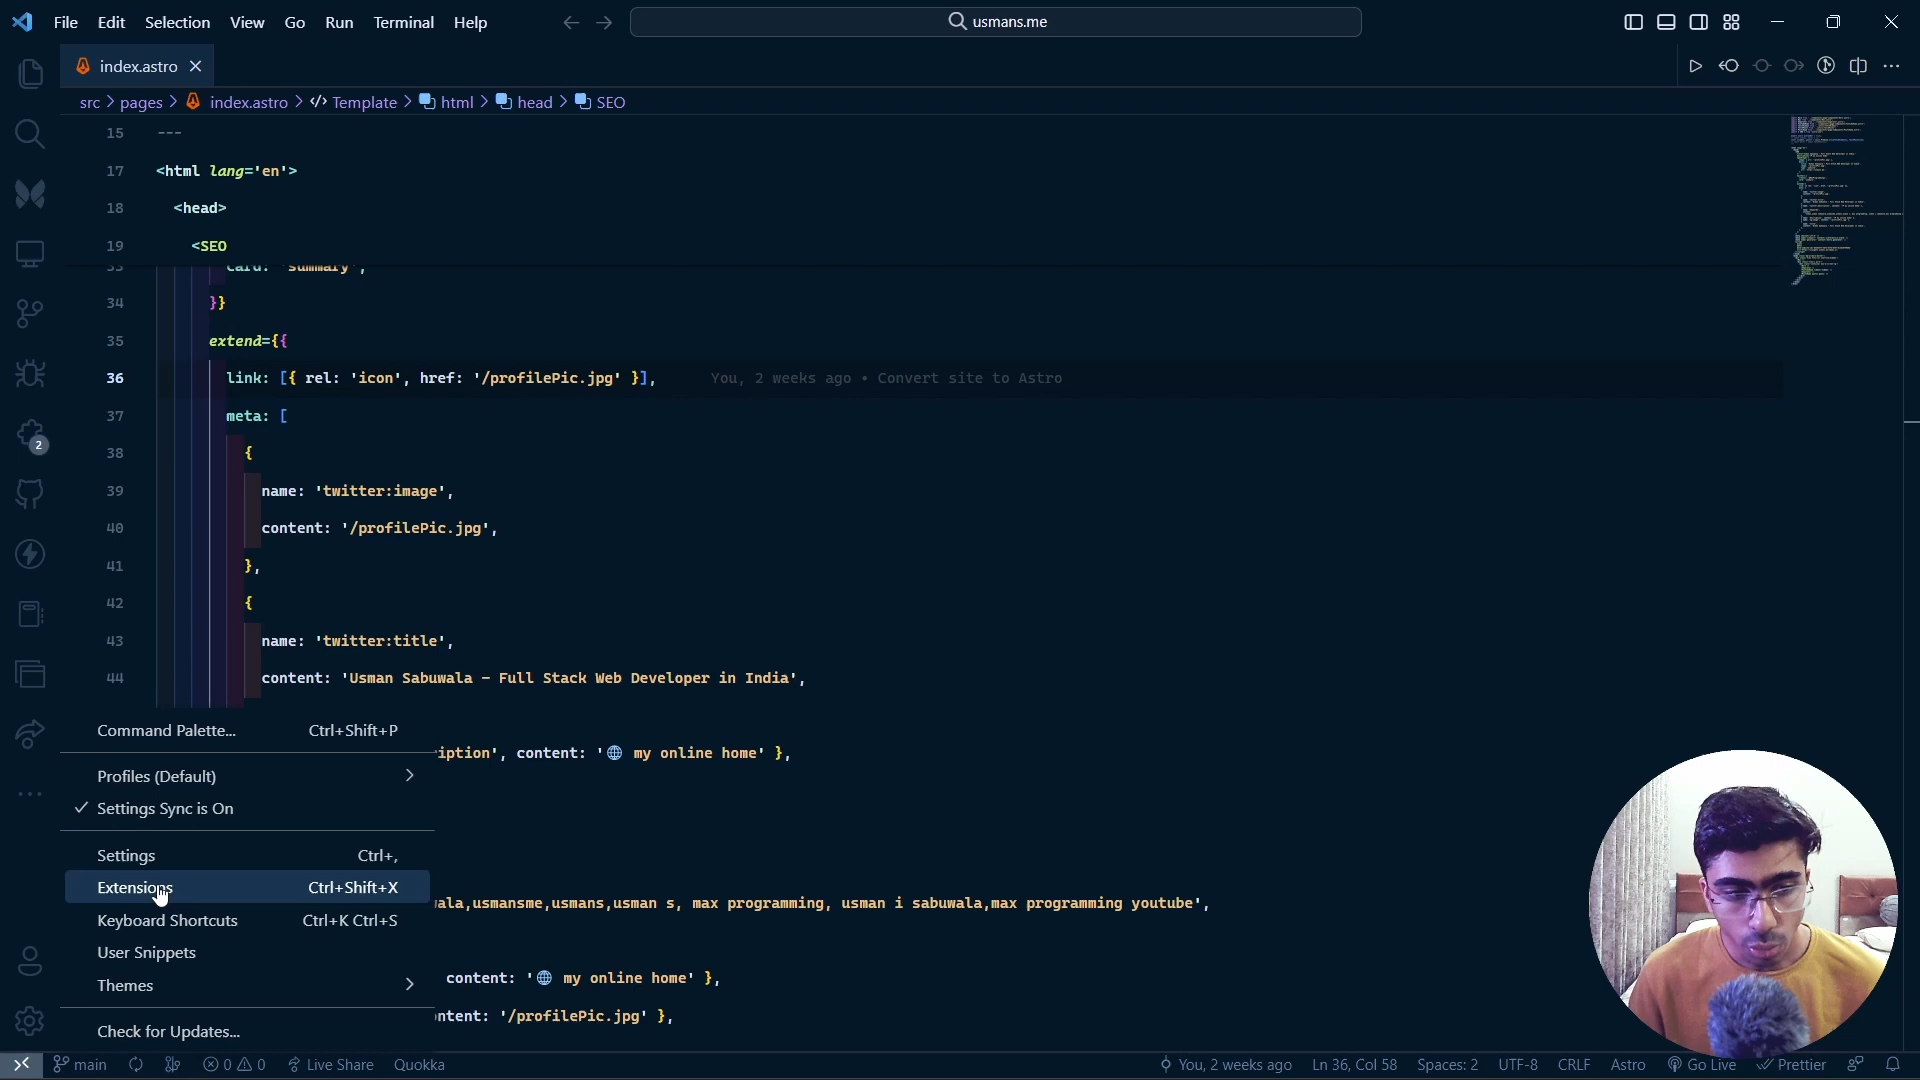 File Edit Selection View Go Run Terminal Help
usmans.me
index.astro
src > pages > index.astro > </> Template > html > head > SEO
15 ---
17 <html lang='en'>
18 <head>
19 <SEO
33 card: 'summary',
34 }}
35 extend={{
36 link: [{ rel: 'icon', href: '/profilePic.jpg' }], You, 2 weeks ago • Convert site to Astro
37 meta: [
38 {
39 name: 'twitter:image',
40 content: '/profilePic.jpg',
41 },
42 {
43 name: 'twitter:title',
44 content: 'Usman Sabuwala – Full Stack Web Developer in India',
Command Palette... Ctrl+Shift+P
iption', content: '🌐 my online home' },
Profiles (Default)
✓ Settings Sync is On
Settings Ctrl+,
Extensions Ctrl+Shift+X
ala,usmansme,usmans,usman s, max programming, usman i sabuwala,max programming youtube',
Keyboard Shortcuts Ctrl+K Ctrl+S
User Snippets
Themes
content: '🌐 my online home' },
ntent: '/profilePic.jpg' },
Check for Updates...
2
main 0 0 Live Share Quokka You, 2 weeks ago Ln 36, Col 58 Spaces: 2 UTF-8 CRLF Astro Go Live Prettier